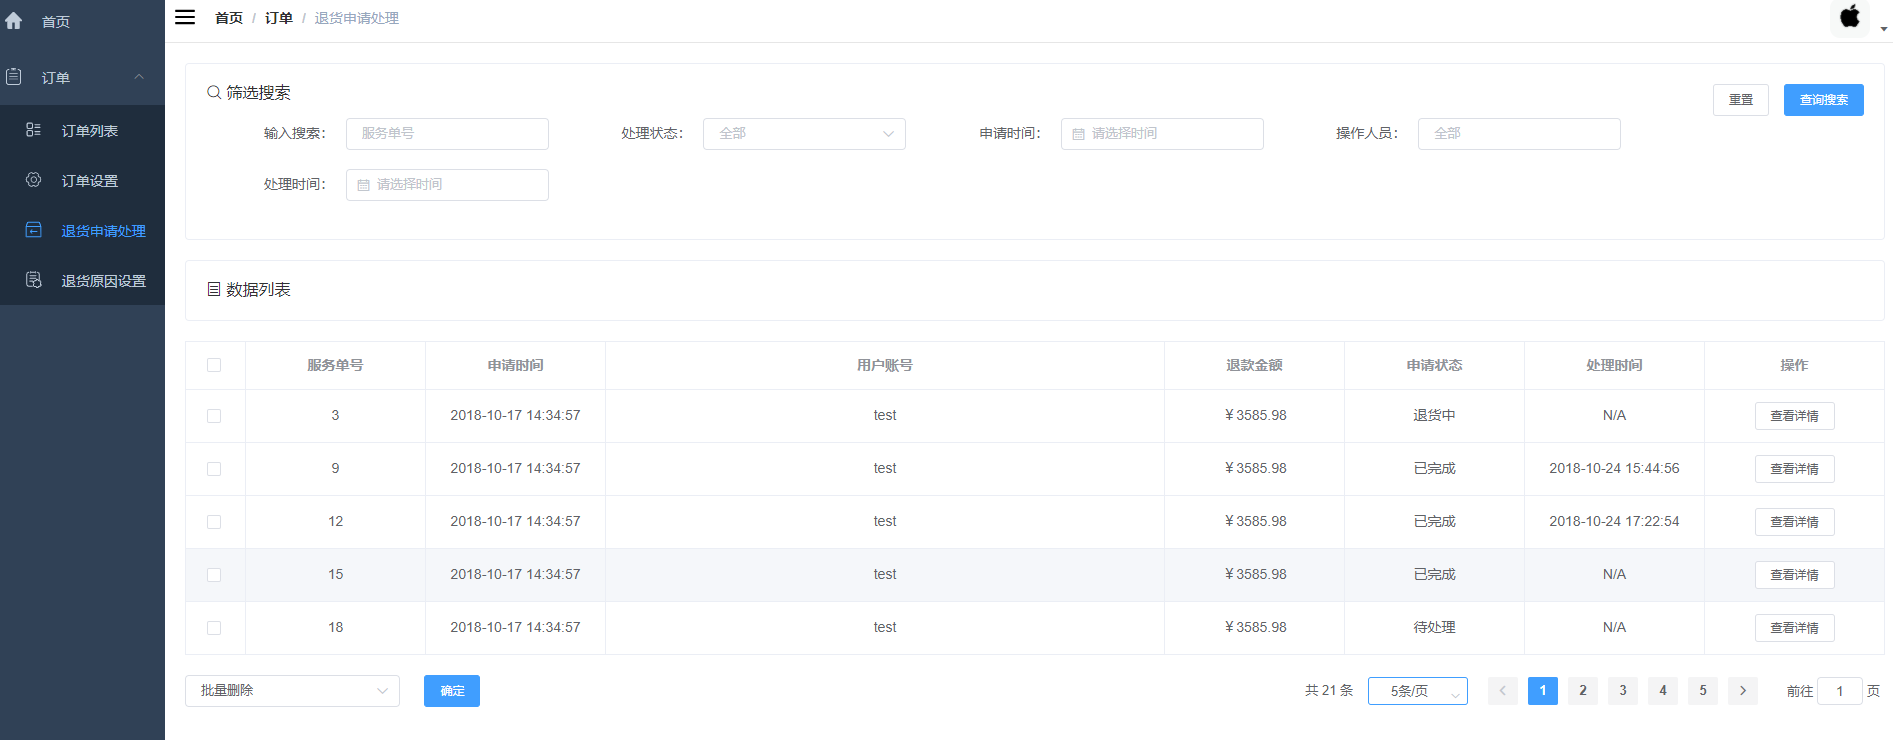 首页
订单
订单列表
订单设置
退货申请处理
退货原因设置
首页 / 订单 / 退货申请处理
筛选搜索
重置 查询搜索
输入搜索： 服务单号 处理状态： 全部 申请时间： 请选择时间 操作人员： 全部
处理时间： 请选择时间
数据列表
服务单号 申请时间 用户账号 退款金额 申请状态 处理时间 操作
3 2018-10-17 14:34:57 test ￥3585.98 退货中 N/A 查看详情
9 2018-10-17 14:34:57 test ￥3585.98 已完成 2018-10-24 15:44:56 查看详情
12 2018-10-17 14:34:57 test ￥3585.98 已完成 2018-10-24 17:22:54 查看详情
15 2018-10-17 14:34:57 test ￥3585.98 已完成 N/A 查看详情
18 2018-10-17 14:34:57 test ￥3585.98 待处理 N/A 查看详情
批量删除 确定 共 21 条 5条/页 1 2 3 4 5 前往 1 页